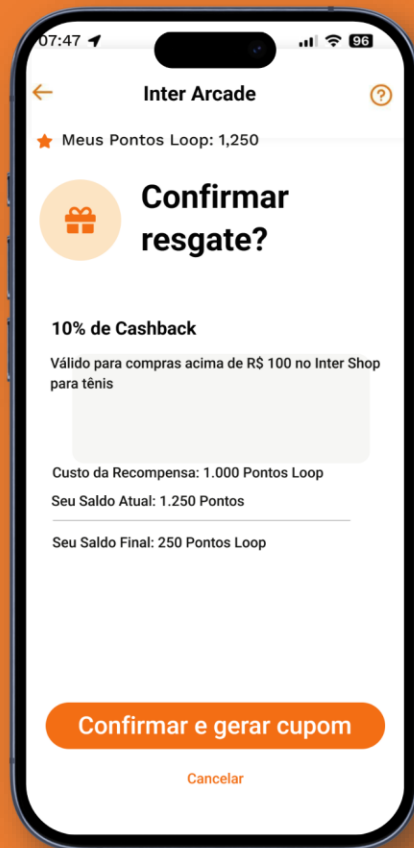 07:47 96
Inter Arcade
?
Meus Pontos Loop: 1,250
Confirmar
resgate?
10% de Cashback
Válido para compras acima de R$ 100 no Inter Shop
para tênis
Custo da Recompensa: 1.000 Pontos Loop
Seu Saldo Atual: 1.250 Pontos
Seu Saldo Final: 250 Pontos Loop
Confirmar e gerar cupom
Cancelar